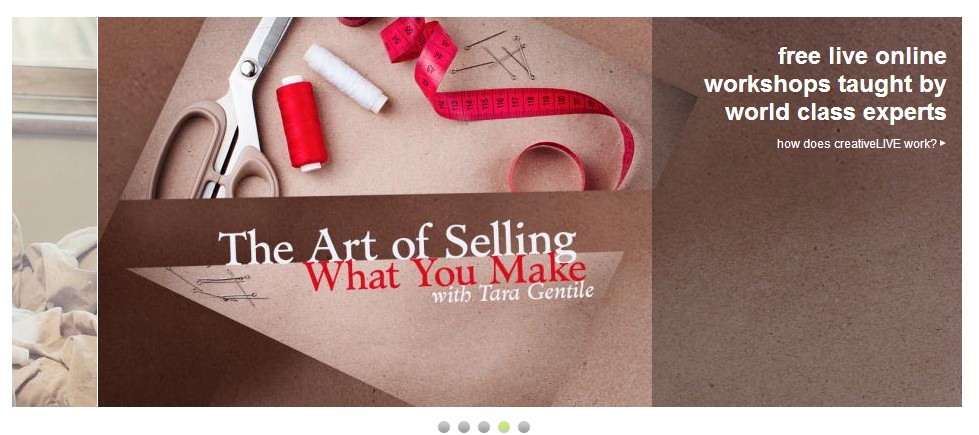 free live online
workshops taught by
world class experts
how does creativeLIVE work?
The Art of Selling
What You Make
with Tara Gentile